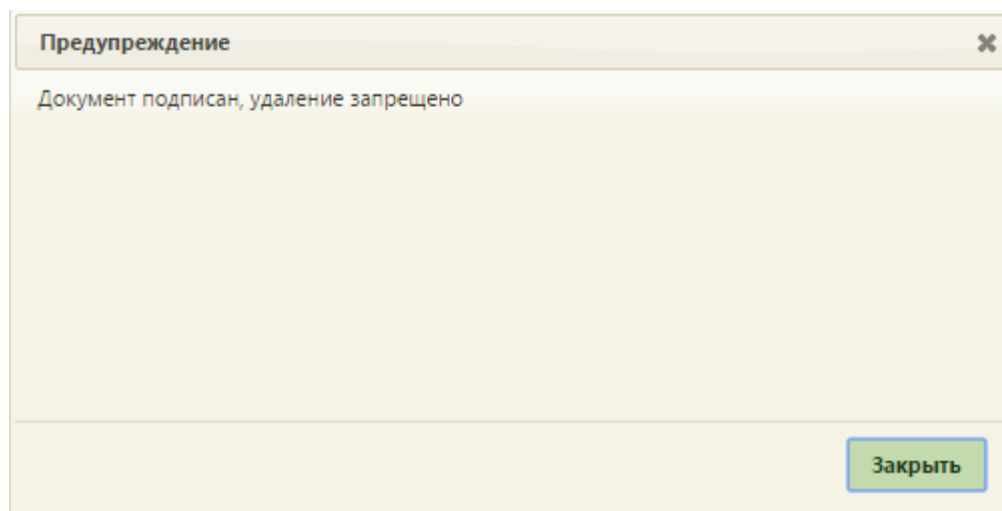 Предупреждение
Документ подписан, удаление запрещено
Закрыть